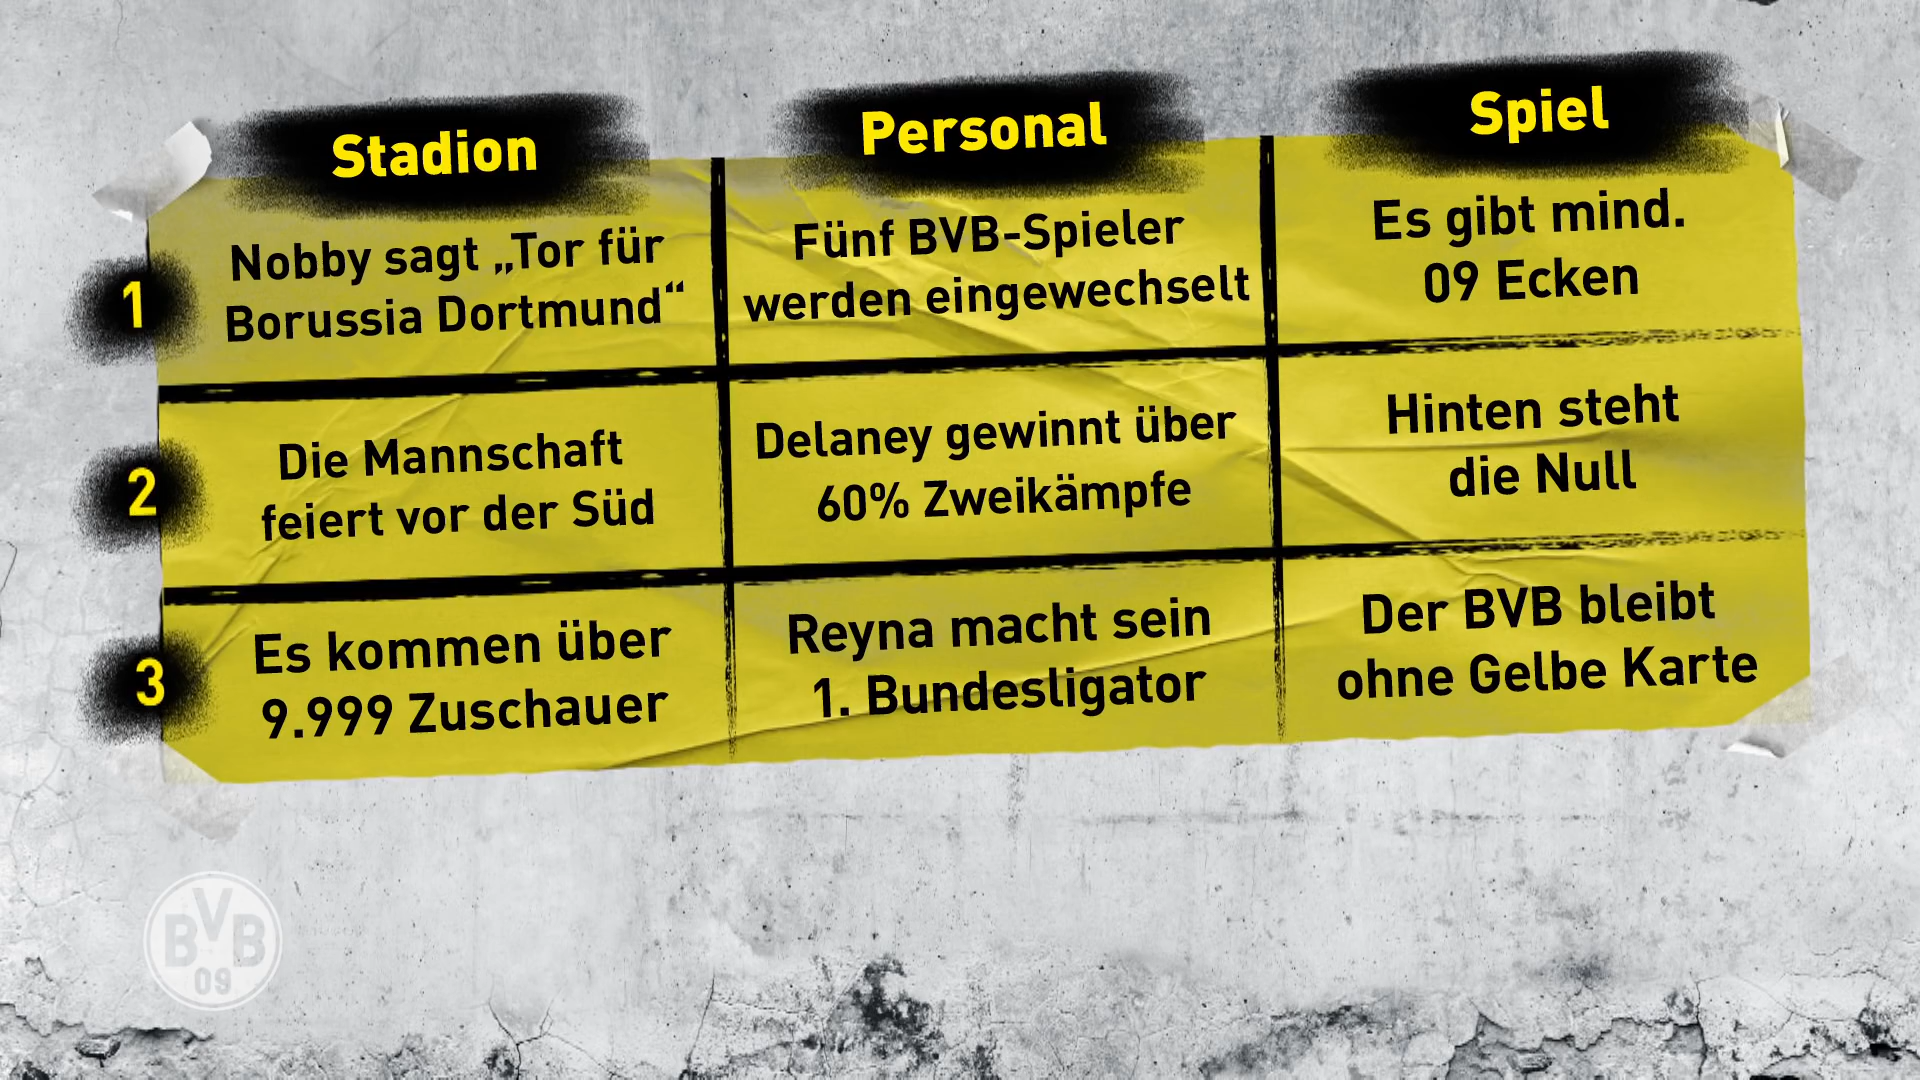 Stadion
Personal
Spiel
1
Nobby sagt „Tor für
Borussia Dortmund“
Fünf BVB-Spieler
werden eingewechselt
Es gibt mind.
09 Ecken
2
Die Mannschaft
feiert vor der Süd
Delaney gewinnt über
60% Zweikämpfe
Hinten steht
die Null
3
Es kommen über
9.999 Zuschauer
Reyna macht sein
1. Bundesligator
Der BVB bleibt
ohne Gelbe Karte
BVB
09